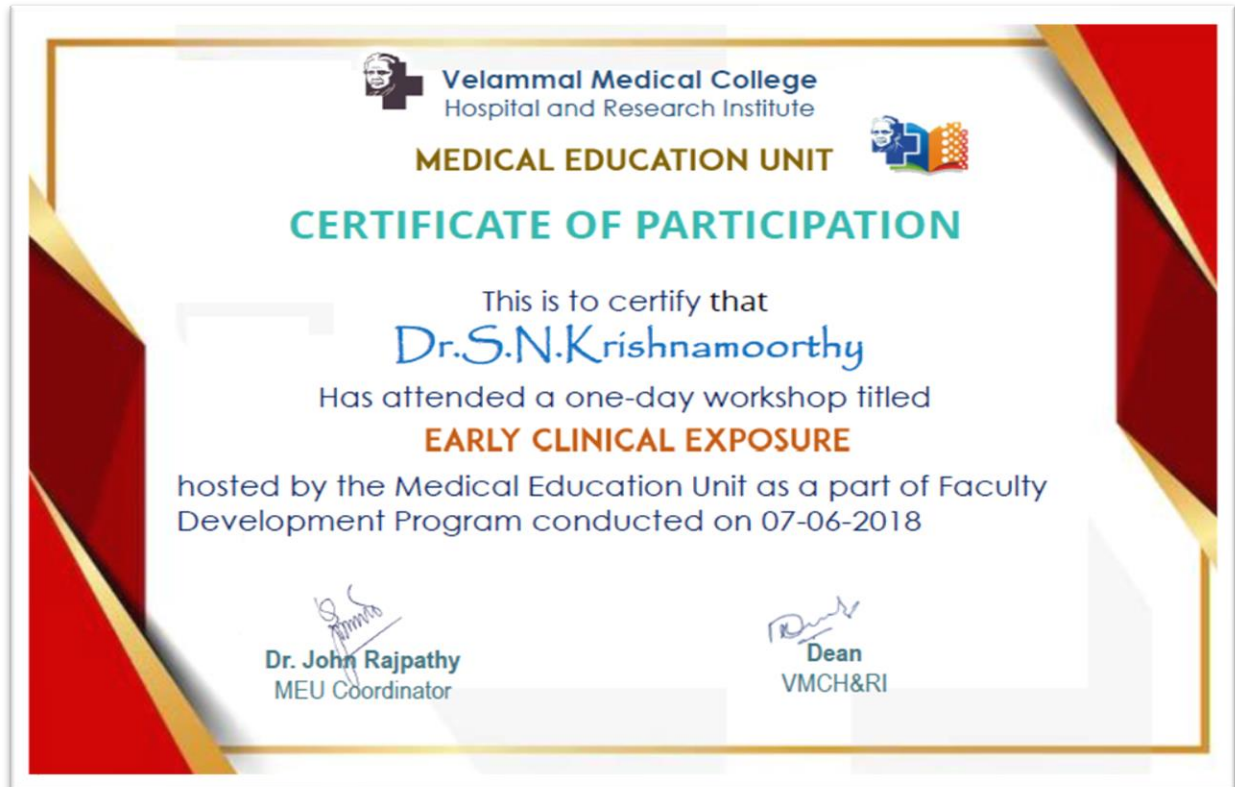 Velammal Medical College
Hospital and Research Institute
MEDICAL EDUCATION UNIT
CERTIFICATE OF PARTICIPATION
This is to certify that
Dr.S.N.Krishnamoorthy
Has attended a one-day workshop titled
EARLY CLINICAL EXPOSURE
hosted by the Medical Education Unit as a part of Faculty
Development Program conducted on 07-06-2018
Dr. John Rajpathy
MEU Coordinator
Dean
VMCH&RI